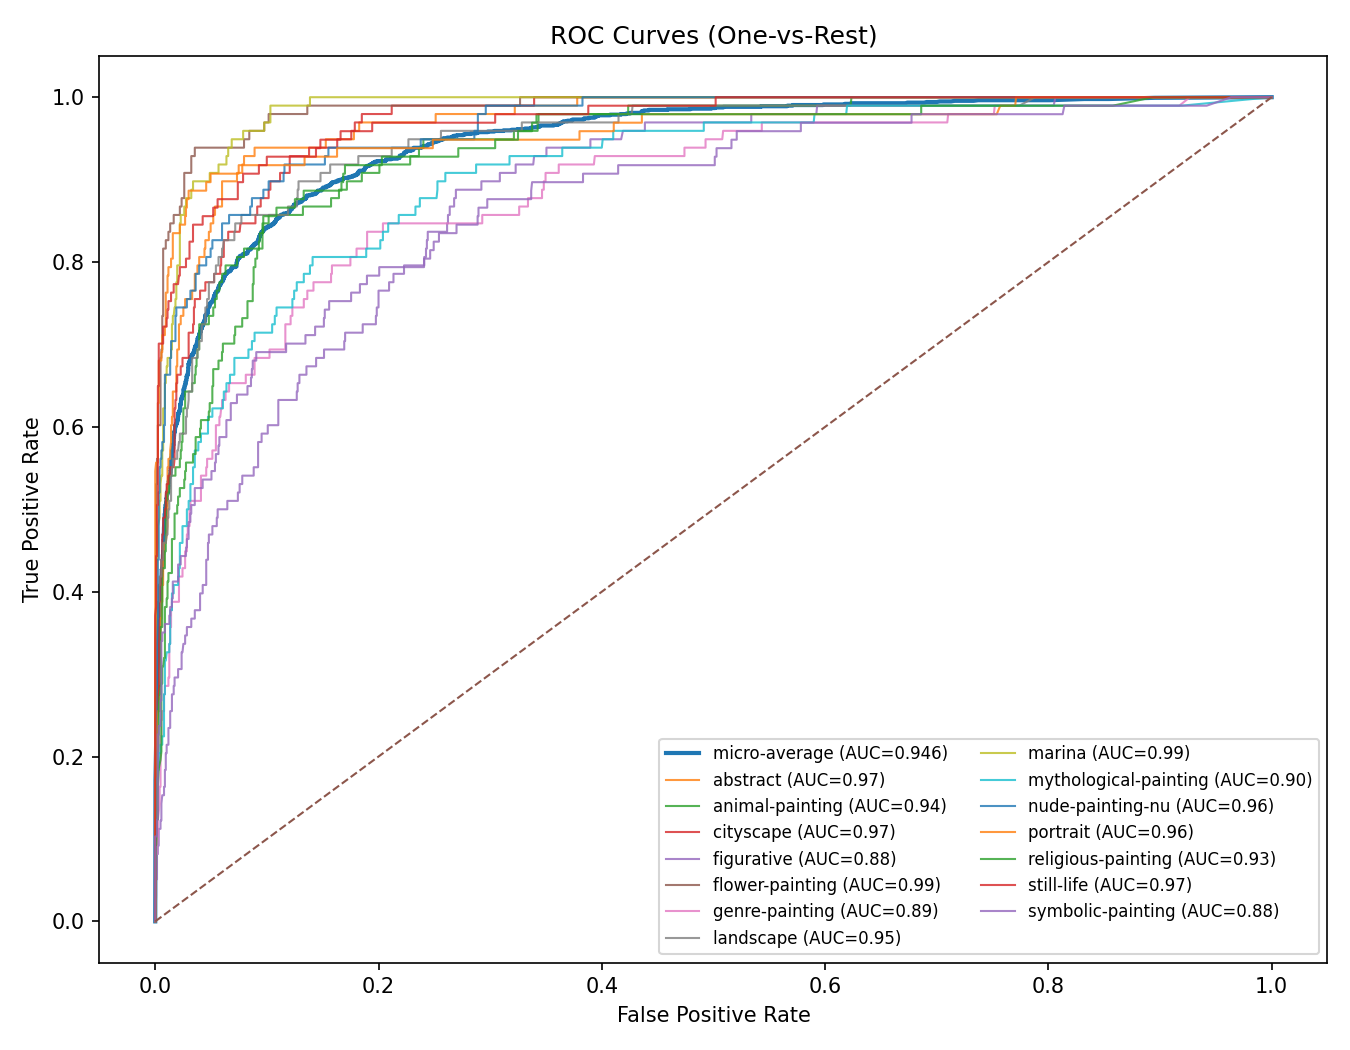 ROC Curves (One-vs-Rest)
True Positive Rate
1.0
0.8
0.6
0.4
0.2
0.0
micro-average (AUC=0.946)
abstract (AUC=0.97)
animal-painting (AUC=0.94)
cityscape (AUC=0.97)
figurative (AUC=0.88)
flower-painting (AUC=0.99)
genre-painting (AUC=0.89)
landscape (AUC=0.95)
marina (AUC=0.99)
mythological-painting (AUC=0.90)
nude-painting-nu (AUC=0.96)
portrait (AUC=0.96)
religious-painting (AUC=0.93)
still-life (AUC=0.97)
symbolic-painting (AUC=0.88)
0.0 0.2 0.4 0.6 0.8 1.0
False Positive Rate